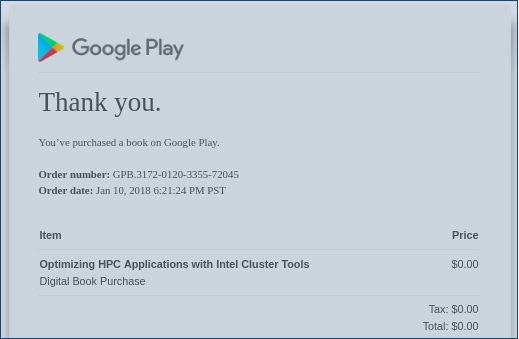 Google Play
Thank you.
You've purchased a book on Google Play.
Order number: GPB.3172-0120-3355-72045
Order date: Jan 10, 2018 6:21:24 PM PST
Item Price
Optimizing HPC Applications with Intel Cluster Tools $0.00
Digital Book Purchase
Tax: $0.00
Total: $0.00